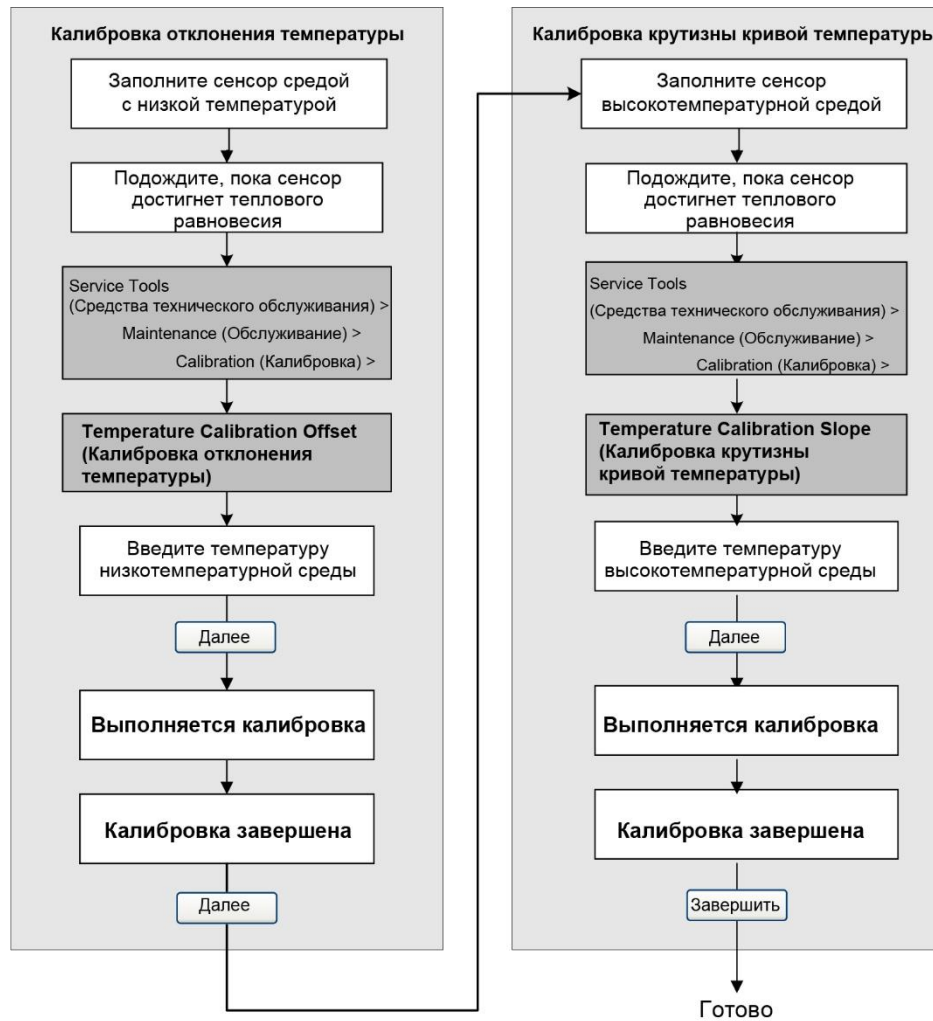 Калибровка отклонения температуры
Заполните сенсор средой
с низкой температурой
Подождите, пока сенсор
достигнет теплового
равновесия
Service Tools
(Средства технического обслуживания) >
Maintenance (Обслуживание) >
Calibration (Калибровка) >
Temperature Calibration Offset
(Калибровка отклонения
температуры)
Введите температуру
низкотемпературной среды
Далее
Выполняется калибровка
Калибровка завершена
Далее
Калибровка крутизны кривой температуры
Заполните сенсор
высокотемпературной средой
Подождите, пока сенсор
достигнет теплового
равновесия
Service Tools
(Средства технического обслуживания) >
Maintenance (Обслуживание) >
Calibration (Калибровка) >
Temperature Calibration Slope
(Калибровка крутизны
кривой температуры)
Введите температуру
высокотемпературной среды
Далее
Выполняется калибровка
Калибровка завершена
Завершить
Готово